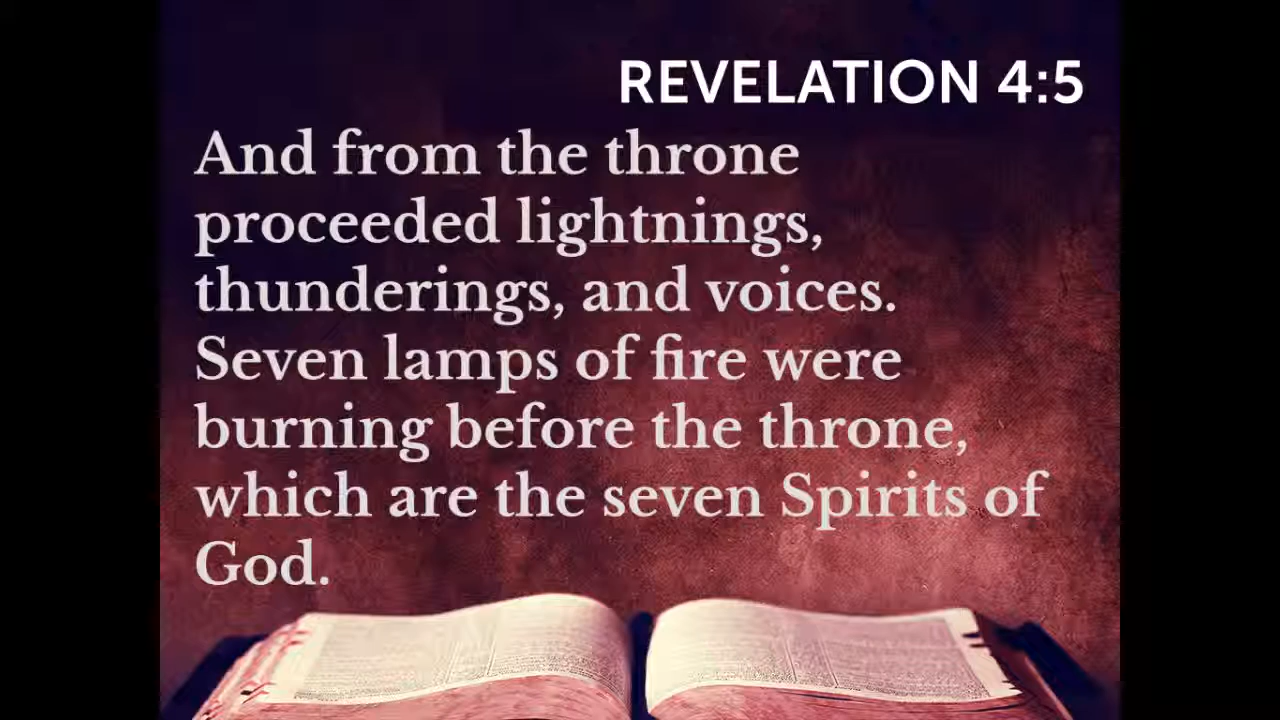 REVELATION 4:5
And from the throne
proceeded lightnings,
thunderings, and voices.
Seven lamps of fire were
burning before the throne,
which are the seven Spirits of
God.